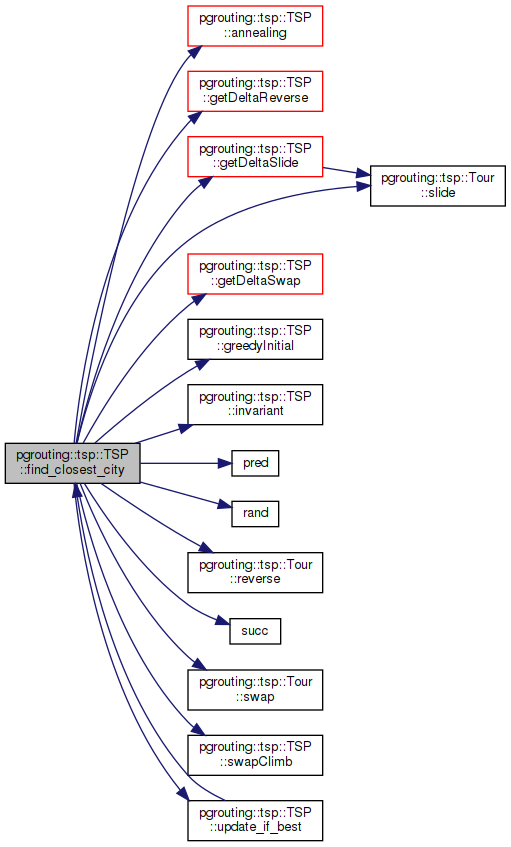 pgrouting::tsp::TSP
::annealing
pgrouting::tsp::TSP
::getDeltaReverse
pgrouting::tsp::TSP
::getDeltaSlide
pgrouting::tsp::Tour
::slide
pgrouting::tsp::TSP
::getDeltaSwap
pgrouting::tsp::TSP
::greedyInitial
pgrouting::tsp::TSP
::invariant
pgrouting::tsp::TSP
::find_closest_city
pred
rand
pgrouting::tsp::Tour
::reverse
succ
pgrouting::tsp::Tour
::swap
pgrouting::tsp::TSP
::swapClimb
pgrouting::tsp::TSP
::update_if_best